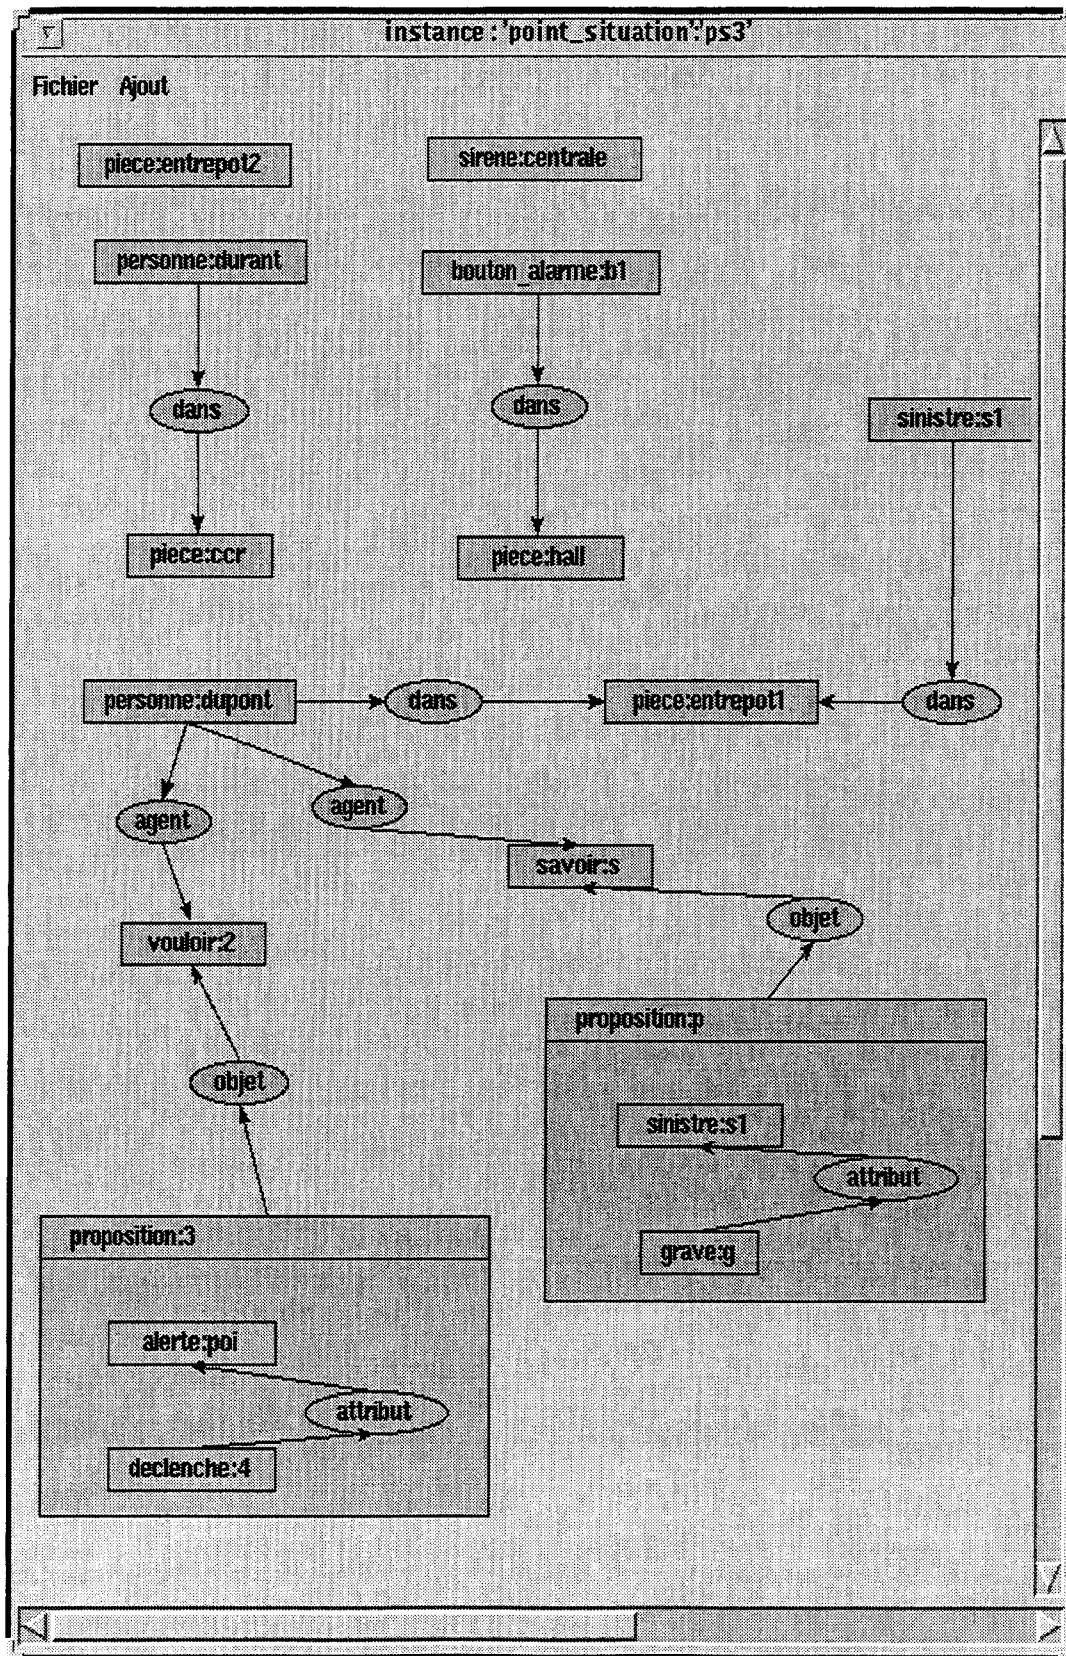 instance : 'point_situation':'ps3'
Fichier Ajout
piece:entrepot2
sirene:centrale
personne:durant
bouton_alarme:b1
dans
dans
sinistre:s1
piece:ccr
piece:hall
personne:dupont
dans
piece:entrepot1
dans
agent
agent
savoir:s
objet
vouloir:2
proposition:p
objet
sinistre:s1
attribut
grave:g
proposition:3
alerte:poi
attribut
declenche:4